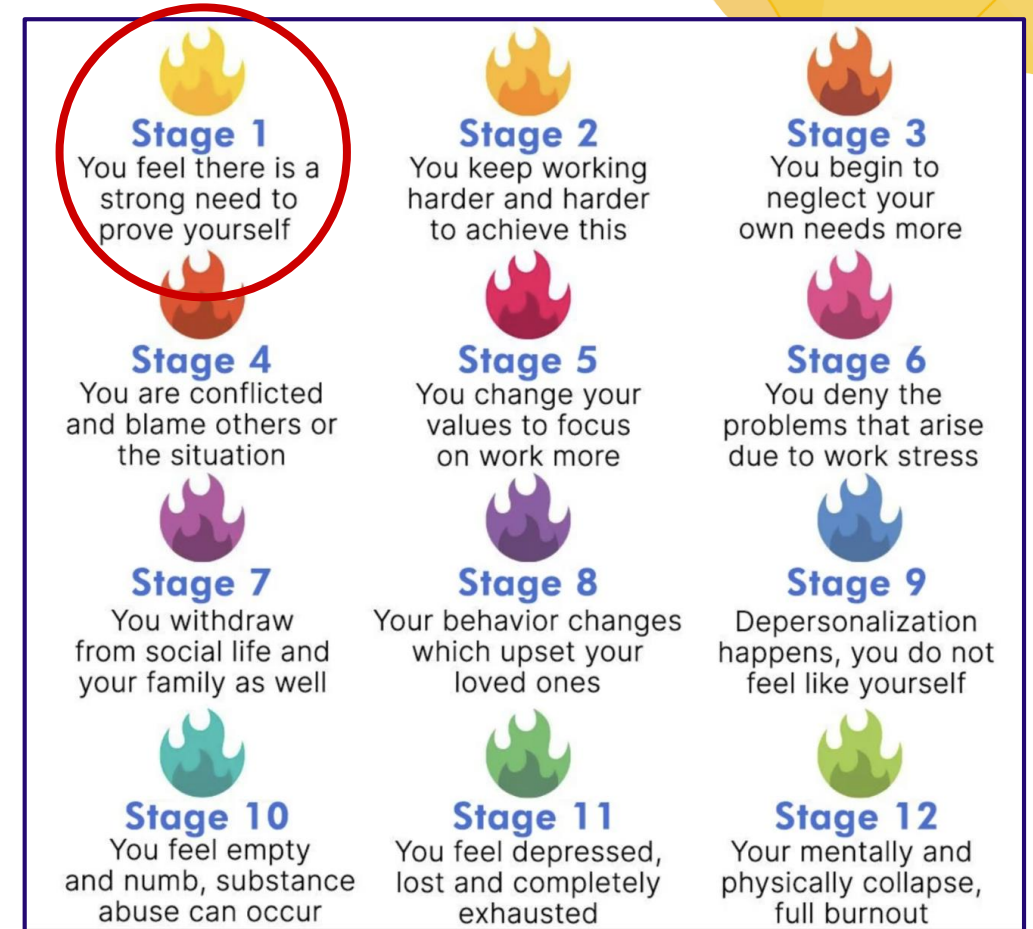 Stage 1
You feel there is a
strong need to
prove yourself
Stage 2
You keep working
harder and harder
to achieve this
Stage 3
You begin to
neglect your
own needs more
Stage 4
You are conflicted
and blame others or
the situation
Stage 5
You change your
values to focus
on work more
Stage 6
You deny the
problems that arise
due to work stress
Stage 7
You withdraw
from social life and
your family as well
Stage 8
Your behavior changes
which upset your
loved ones
Stage 9
Depersonalization
happens, you do not
feel like yourself
Stage 10
You feel empty
and numb, substance
abuse can occur
Stage 11
You feel depressed,
lost and completely
exhausted
Stage 12
Your mentally and
physically collapse,
full burnout